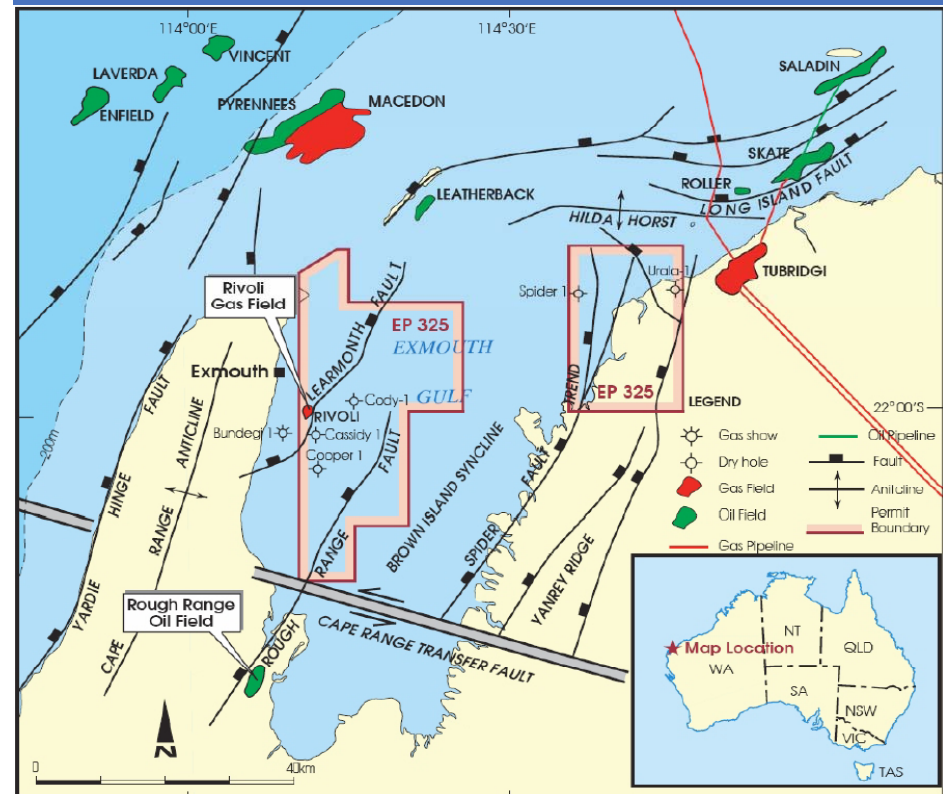 114°00'E
114°30'E
VINCENT
LAVERDA
ENFIELD
PYRENNEES
MACEDON
SALADIN
SKATE
ROLLER
LONG ISLAND FAULT
LEATHERBACK
HILDA HORST
TUBRIDGI
Rivoli
Gas Field
Spider 1
Urala-1
LEARMONTH FAULT
EP 325
EXMOUTH
GULF
Exmouth
RIVOLI
Cody-1
Bundegi 1
Cassidy 1
Cooper 1
TREND
EP 325
LEGEND
22°00'S
200m
Gas show
Dry hole
Gas Field
Oil Field
Gas Pipeline
Oil Pipeline
Fault
Anitcline
Permit
Boundary
YARDIE HINGE FAULT
CAPE RANGE ANTICLINE
ROUGH RANGE FAULT
BROWN ISLAND SYNCLINE
SPIDER FAULT
YANREY RIDGE
CAPE RANGE TRANSFER FAULT
Rough Range
Oil Field
N
0
40km
Map Location
WA
NT
QLD
SA
NSW
VIC
TAS